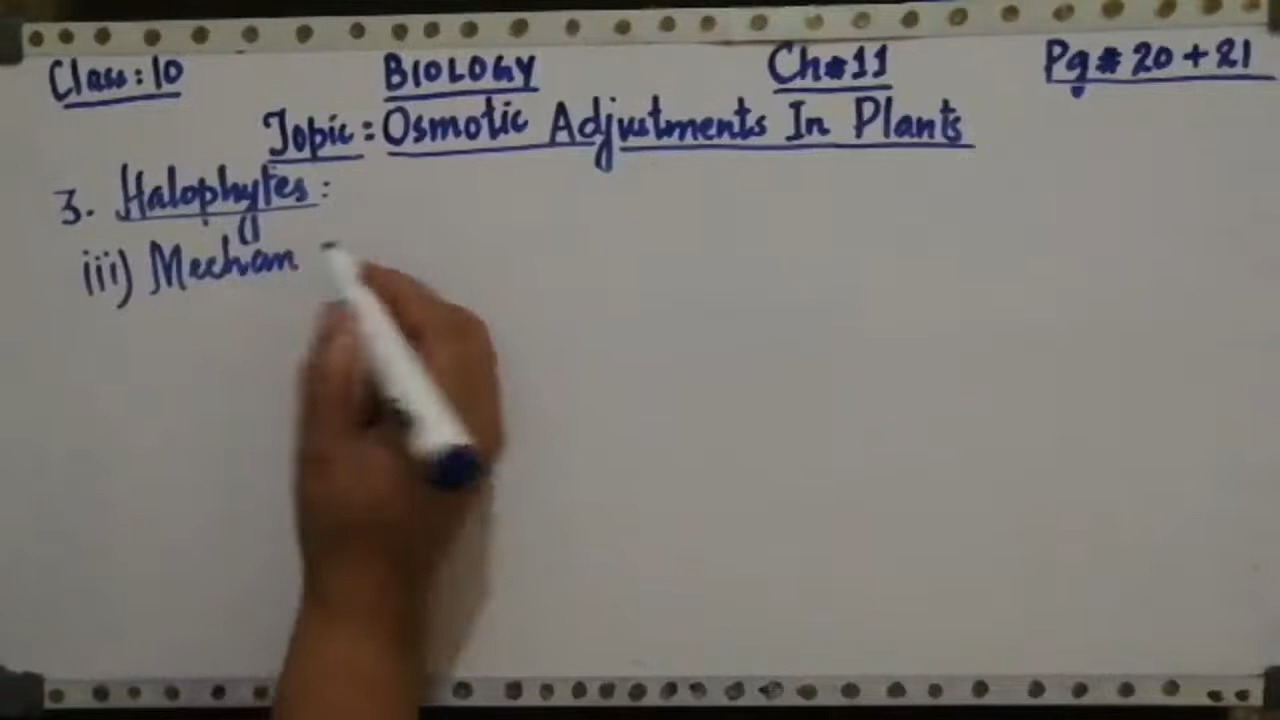 Class: 10 BIOLOGY Ch#11 Pg# 20 + 21
Topic: Osmotic Adjustments In Plants
3. Halophytes:
iii) Mechan